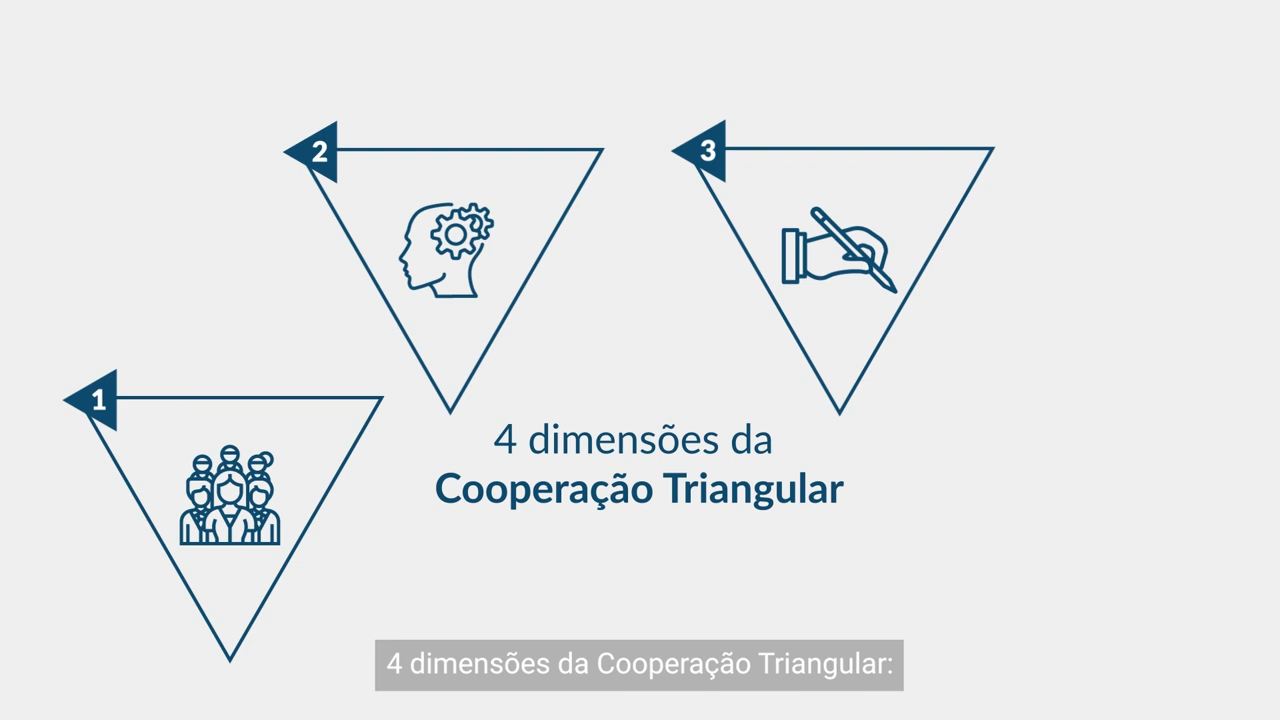 2
3
1
4 dimensões da
Cooperação Triangular
4 dimensões da Cooperação Triangular: